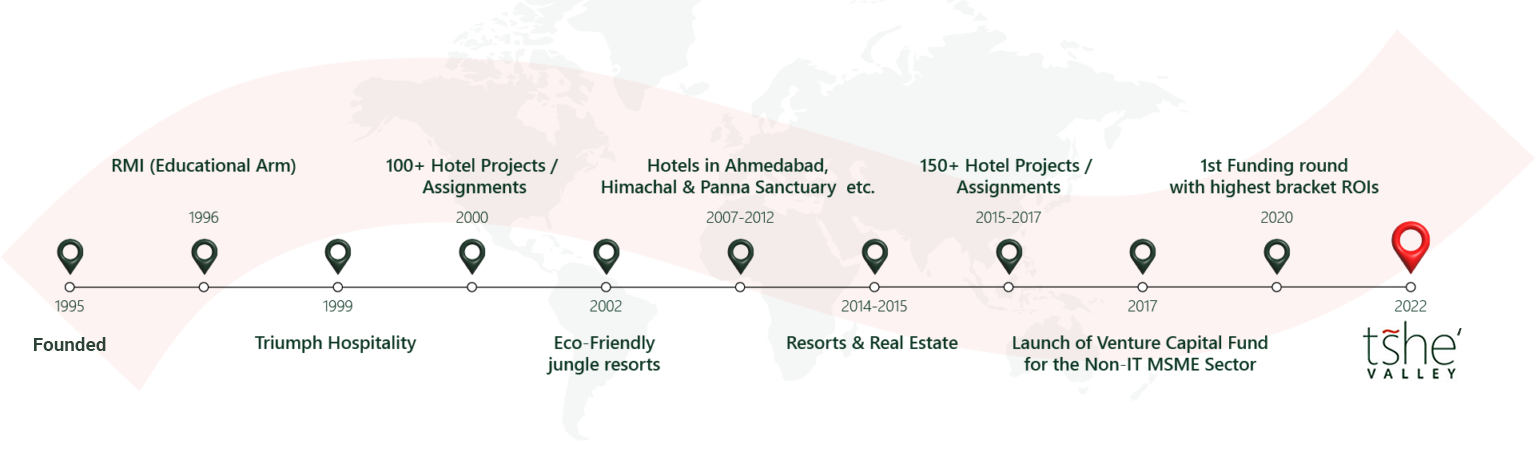 RMI (Educational Arm)
100+ Hotel Projects /
Assignments
Hotels in Ahmedabad,
Himachal & Panna Sanctuary etc.
150+ Hotel Projects /
Assignments
1st Funding round
with highest bracket ROIs
1996
2000
2007-2012
2015-2017
2020
1995
1999
2002
2014-2015
2017
2022
Founded
Triumph Hospitality
Eco-Friendly
jungle resorts
Resorts & Real Estate
Launch of Venture Capital Fund
for the Non-IT MSME Sector
ts̃he'
VALLEY